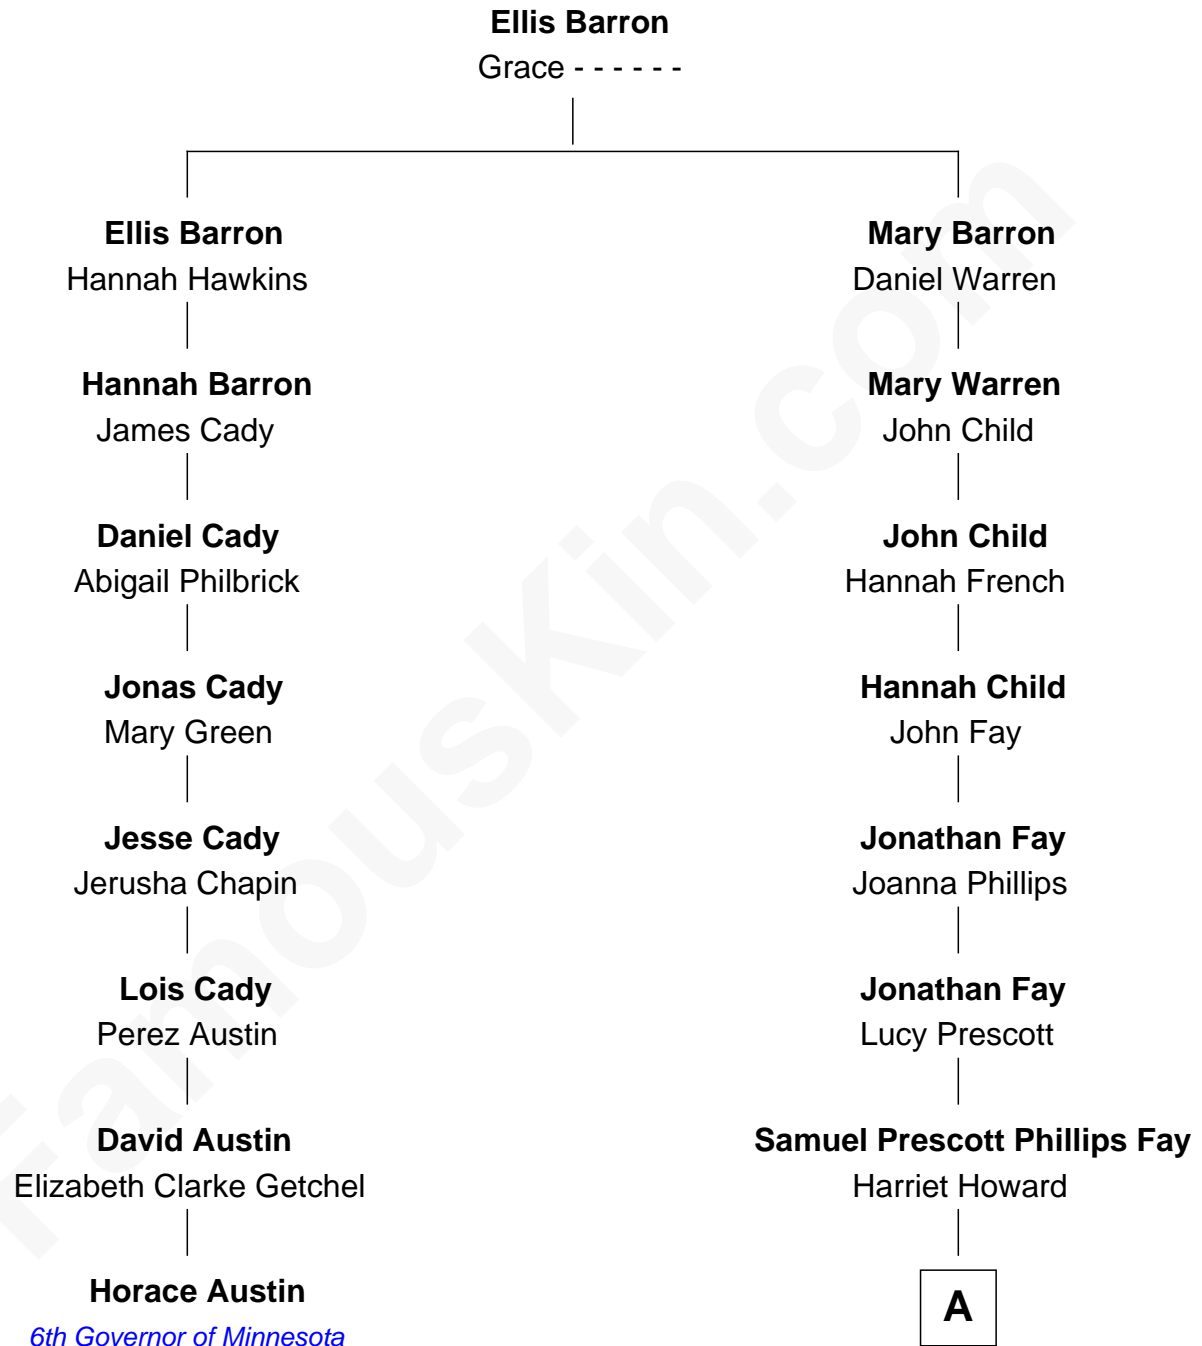 Ellis Barron
Grace - - - - - -
Ellis Barron
Hannah Hawkins
Hannah Barron
James Cady
Daniel Cady
Abigail Philbrick
Jonas Cady
Mary Green
Jesse Cady
Jerusha Chapin
Lois Cady
Perez Austin
David Austin
Elizabeth Clarke Getchel
Horace Austin
6th Governor of Minnesota
Mary Barron
Daniel Warren
Mary Warren
John Child
John Child
Hannah French
Hannah Child
John Fay
Jonathan Fay
Joanna Phillips
Jonathan Fay
Lucy Prescott
Samuel Prescott Phillips Fay
Harriet Howard
A
FamousKin.com